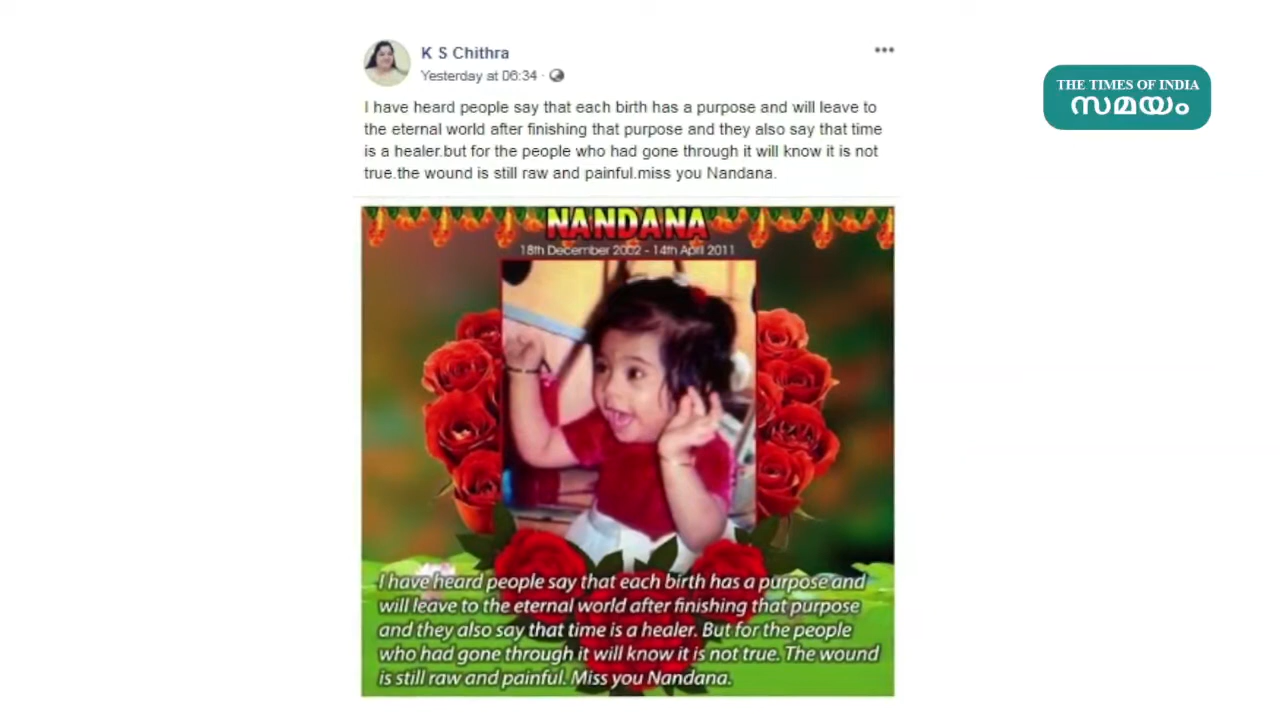 K S Chithra
Yesterday at 06:34 ·
I have heard people say that each birth has a purpose and will leave to
the eternal world after finishing that purpose and they also say that time
is a healer.but for the people who had gone through it will know it is not
true.the wound is still raw and painful.miss you Nandana.
THE TIMES OF INDIA
സമയം
NANDANA
18th December 2002 - 14th April 2011
I have heard people say that each birth has a purpose and
will leave to the eternal world after finishing that purpose
and they also say that time is a healer. But for the people
who had gone through it will know it is not true. The wound
is still raw and painful. Miss you Nandana.